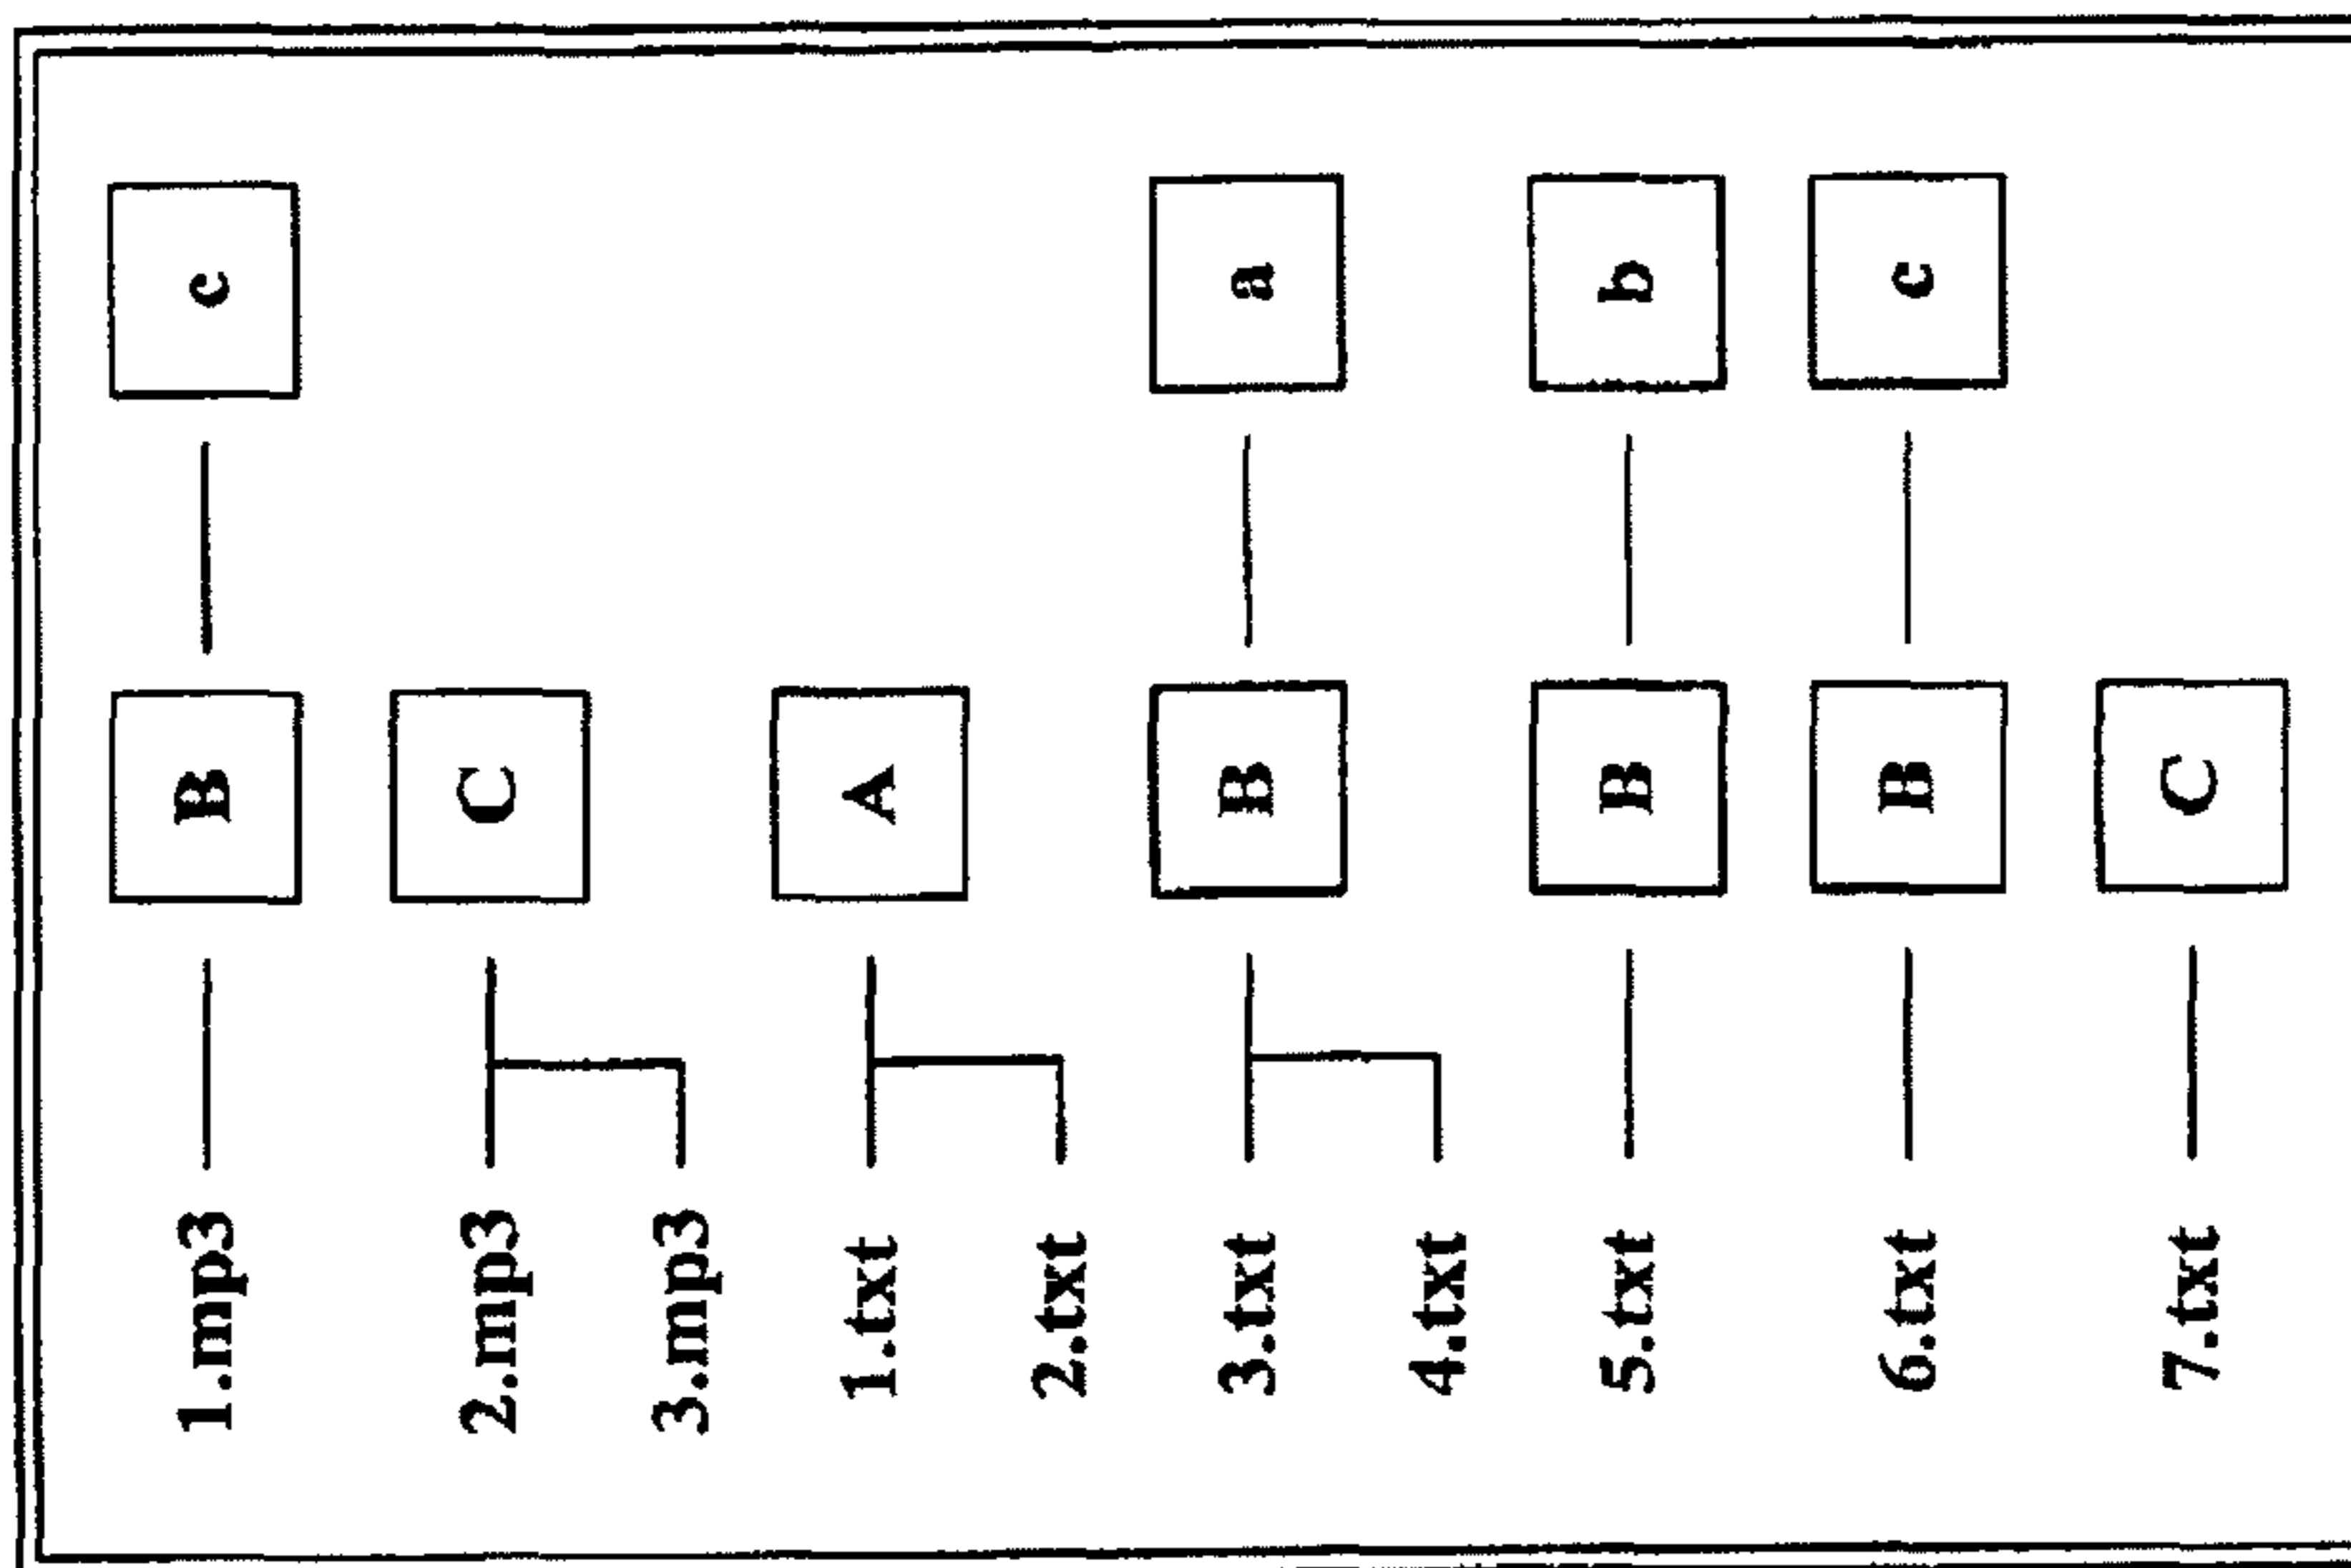 1.mp3 B c
2.mp3 C
3.mp3
1.txt A
2.txt
3.txt B a
4.txt
5.txt B b
6.txt B c
7.txt C